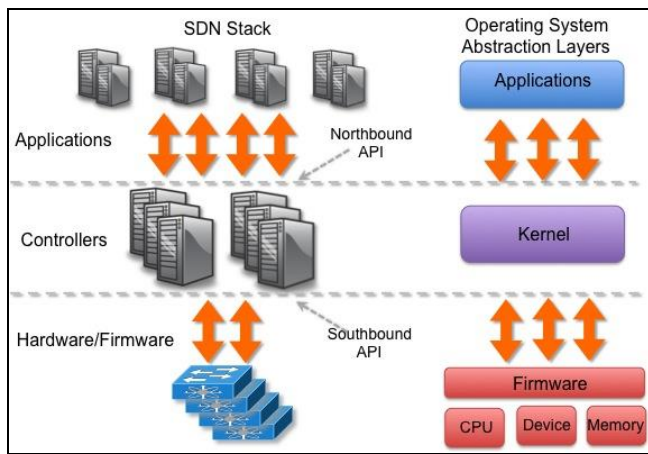 SDN Stack
Operating System
Abstraction Layers
Applications
Applications
Northbound
API
Controllers
Kernel
Hardware/Firmware
Southbound
API
Firmware
CPU
Device
Memory